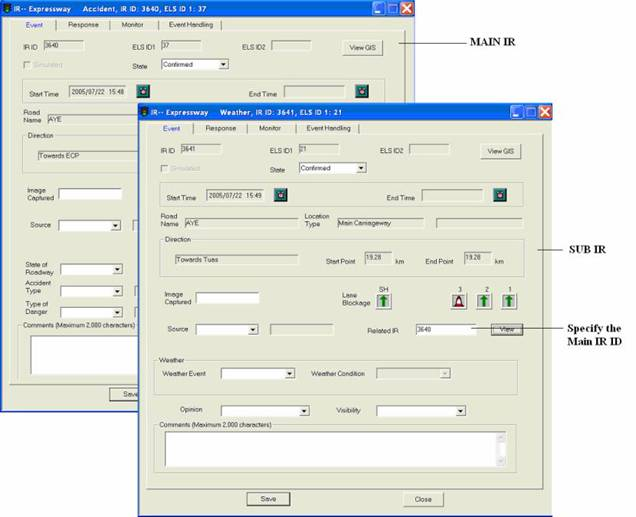 IR-- Expressway Accident, IR ID: 3640, ELS ID 1: 37
Event Response Monitor Event Handling
IR ID 3640 ELS ID1 37 ELS ID2 View GIS
Simulated State Confirmed
Start Time 2005/07/22 15:48 End Time
Road Name AYE
Direction
Towards ECP
Image Captured
Source
State of Roadway
Accident Type
Type of Danger
Comments (Maximum 2,000 characters)
Save
MAIN IR
IR-- Expressway Weather, IR ID: 3641, ELS ID 1: 21
Event Response Monitor Event Handling
IR ID 3641 ELS ID1 21 ELS ID2 View GIS
Simulated State Confirmed
Start Time 2005/07/22 15:49 End Time
Road Name AYE Location Type Main Carriageway
Direction
Towards Tuas Start Point 19.28 km End Point 19.28 km
SUB IR
Image Captured Lane Blockage SH 3 2 1
Source Related IR 3640 View
Specify the
Main IR ID
Weather
Weather Event Weather Condition
Opinion Visibility
Comments (Maximum 2,000 characters)
Save Close